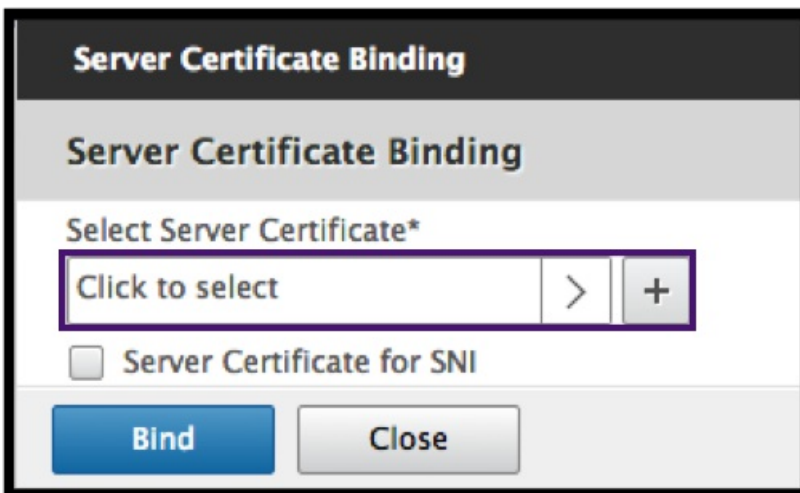 Server Certificate Binding
Server Certificate Binding
Select Server Certificate*
Click to select > +
Server Certificate for SNI
Bind Close